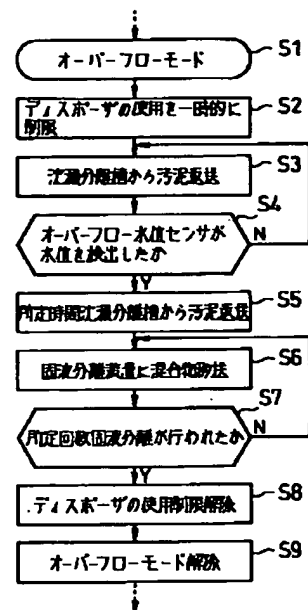 オーバーフローモード S1
ディスポーザの使用を一時的に
制限 S2
沈澱分離槽から汚泥返送 S3
オーバーフロー水位センサが
水位を検出したか S4
N
Y
所定時間沈澱分離槽から汚泥返送 S5
固液分離装置に混合物移送 S6
所定回数固液分離が行われたか S7
N
Y
ディスポーザの使用制限解除 S8
オーバーフローモード解除 S9